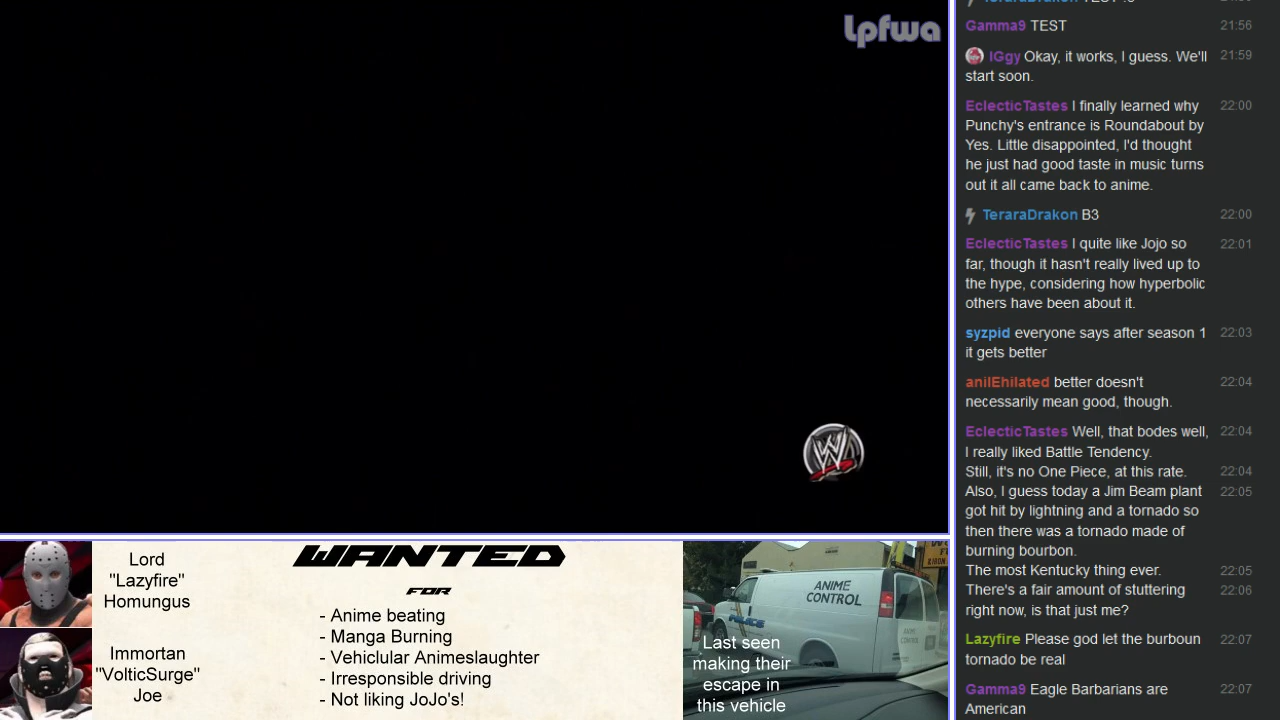 lpfwa
TeraraDrakon TEST :o
Gamma9 TEST 21:56
IGgy Okay, it works, I guess. We'll 21:59
start soon.
EclecticTastes I finally learned why 22:00
Punchy's entrance is Roundabout by
Yes. Little disappointed, I'd thought
he just had good taste in music turns
out it all came back to anime.
TeraraDrakon B3 22:00
EclecticTastes I quite like Jojo so 22:01
far, though it hasn't really lived up to
the hype, considering how hyperbolic
others have been about it.
syzpid everyone says after season 1 22:03
it gets better
anilEhilated better doesn't 22:04
necessarily mean good, though.
EclecticTastes Well, that bodes well, 22:04
I really liked Battle Tendency.
Still, it's no One Piece, at this rate. 22:04
Also, I guess today a Jim Beam plant 22:05
got hit by lightning and a tornado so
then there was a tornado made of
burning bourbon.
The most Kentucky thing ever. 22:05
There's a fair amount of stuttering 22:06
right now, is that just me?
Lazyfire Please god let the burboun 22:07
tornado be real
Gamma9 Eagle Barbarians are 22:07
American
W
Lord
"Lazyfire"
Homungus
Immortan
"VolticSurge"
Joe
WANTED
FOR
- Anime beating
- Manga Burning
- Vehiclular Animeslaughter
- Irresponsible driving
- Not liking JoJo's!
ANIME
CONTROL
POLICE
ANIME
CONTROL
Last seen
making their
escape in
this vehicle